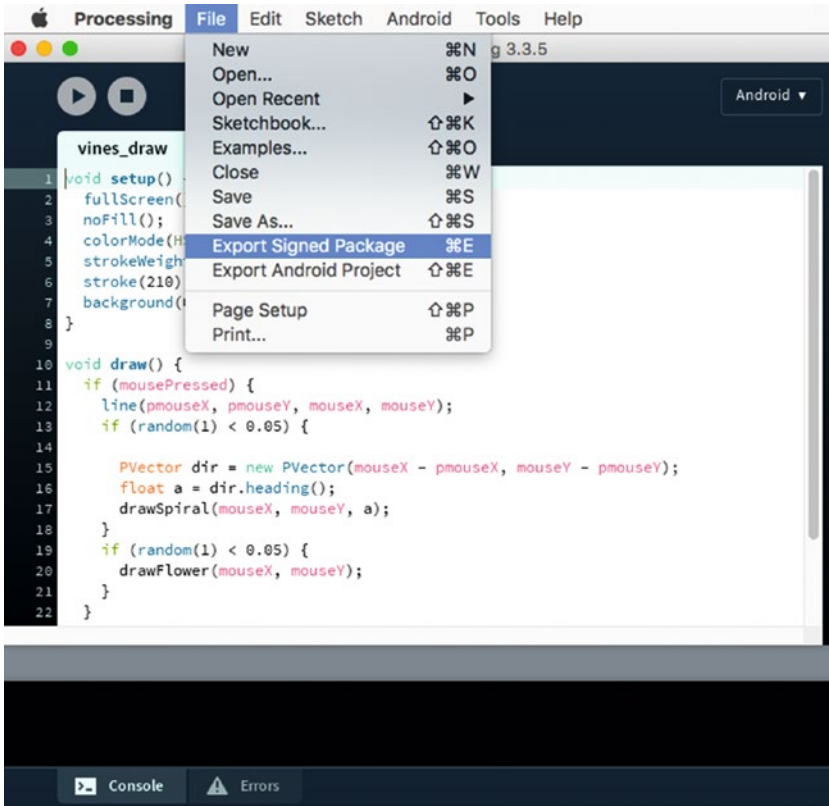 Processing File Edit Sketch Android Tools Help
g 3.3.5
New ⌘N
Open... ⌘O
Open Recent ▶
Sketchbook... ⇧⌘K
Examples... ⇧⌘O
Close ⌘W
Save ⌘S
Save As... ⇧⌘S
Export Signed Package ⌘E
Export Android Project ⇧⌘E
Page Setup ⇧⌘P
Print... ⌘P
Android ▼
vines_draw
1 void setup()
2 fullScreen(
3 noFill();
4 colorMode(HS
5 strokeWeigh
6 stroke(210)
7 background(
8 }
9
10 void draw() {
11 if (mousePressed) {
12 line(pmouseX, pmouseY, mouseX, mouseY);
13 if (random(1) < 0.05) {
14
15 PVector dir = new PVector(mouseX - pmouseX, mouseY - pmouseY);
16 float a = dir.heading();
17 drawSpiral(mouseX, mouseY, a);
18 }
19 if (random(1) < 0.05) {
20 drawFlower(mouseX, mouseY);
21 }
22 }
>_ Console
Errors